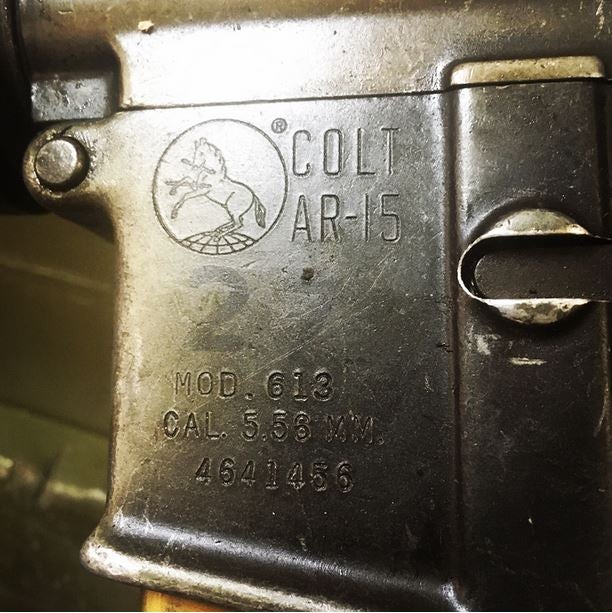 ® COLT
AR-15
2
MOD. 613
CAL. 5.56 MM.
4641456